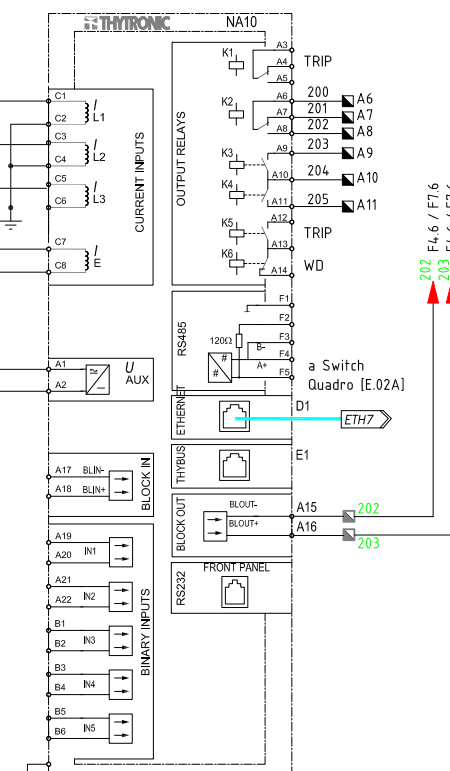 THYTRONIC
NA10
C1
I
L1
C2
C3
I
L2
C4
C5
I
L3
C6
C7
I
E
C8
CURRENT INPUTS
A1
A2
U
AUX
A17
BLIN-
A18
BLIN+
BLOCK IN
A19
A20
IN1
A21
A22
IN2
B1
B2
IN3
B3
B4
IN4
B5
B6
IN5
BINARY INPUTS
OUTPUT RELAYS
K1
A3
A4
TRIP
A5
K2
A6
200
A6
A7
201
A7
A8
202
A8
K3
A9
203
A9
K4
A10
204
A10
A11
205
A11
K5
A12
TRIP
K6
A13
A14
WD
RS485
F1
F2
120Ω
F3
B-
F4
A+
F5
# #
a Switch
Quadro [E.02A]
ETHERNET
D1
ETH7
THYBUS
E1
BLOCK OUT
BLOUT-
A15
202
BLOUT+
A16
203
RS232
FRONT PANEL
202
F4.6 / F7.6
203